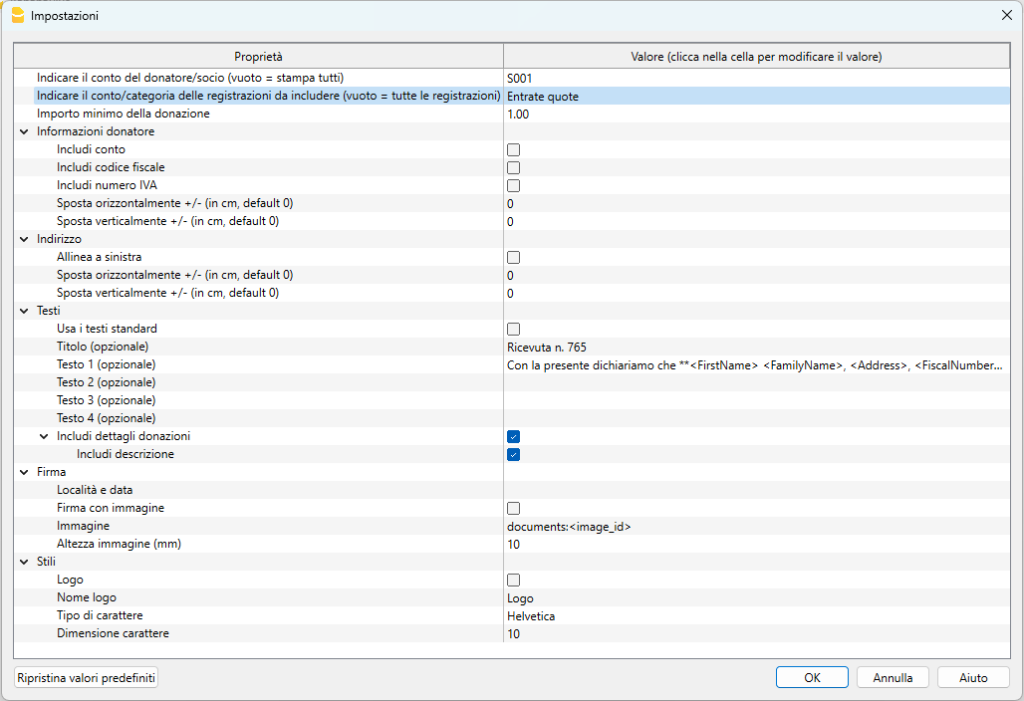 Impostazioni
Proprietà Valore (clicca nella cella per modificare il valore)
Indicare il conto del donatore/socio (vuoto = stampa tutti) S001
Indicare il conto/categoria delle registrazioni da includere (vuoto = tutte le registrazioni) Entrate quote
Importo minimo della donazione 1.00
Informazioni donatore
Includi conto
Includi codice fiscale
Includi numero IVA
Sposta orizzontalmente +/- (in cm, default 0) 0
Sposta verticalmente +/- (in cm, default 0) 0
Indirizzo
Allinea a sinistra
Sposta orizzontalmente +/- (in cm, default 0) 0
Sposta verticalmente +/- (in cm, default 0) 0
Testi
Usa i testi standard
Titolo (opzionale) Ricevuta n. 765
Testo 1 (opzionale) Con la presente dichiariamo che **<FirstName> <FamilyName>, <Address>, <FiscalNumber...
Testo 2 (opzionale)
Testo 3 (opzionale)
Testo 4 (opzionale)
Includi dettagli donazioni
Includi descrizione
Firma
Località e data
Firma con immagine
Immagine documents:<image_id>
Altezza immagine (mm) 10
Stili
Logo
Nome logo Logo
Tipo di carattere Helvetica
Dimensione carattere 10
Ripristina valori predefiniti OK Annulla Aiuto